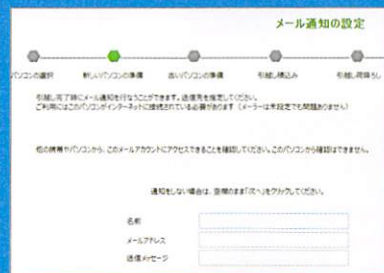 メール通知の設定
パソコンの選択 新しいパソコンの準備 古いパソコンの準備 引越し積込み 引越し荷降ろし
引越し完了時にメール通知を行なうことができます。送信先を指定してください。
ご利用にはこのパソコンがインターネットに接続されている必要があります（メーラーは未設定でも問題ありません）
他の携帯やパソコンから、このメールアカウントにアクセスできることを確認してください。このパソコンから確認はできません。
通知をしない場合は、空欄のまま「次へ」をクリックしてください。
名前
メールアドレス
送信メッセージ